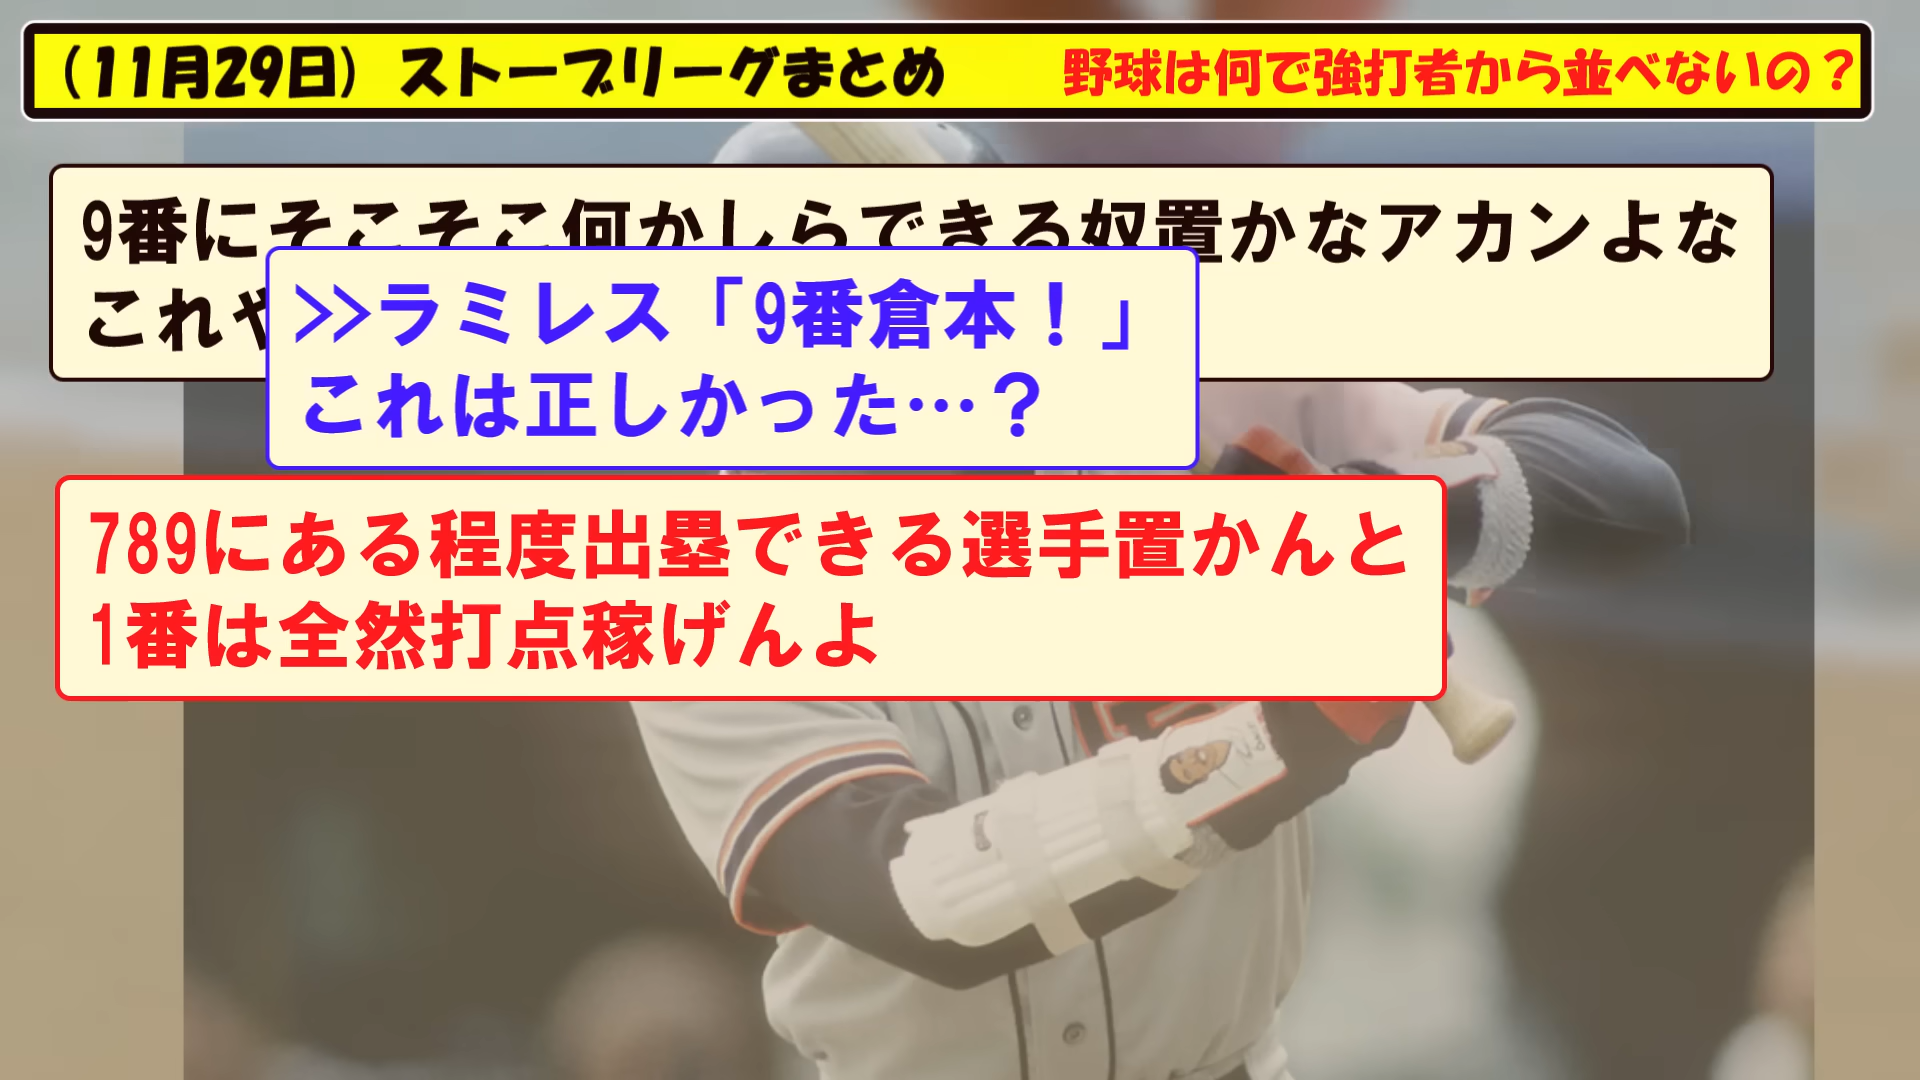 (11月29日) ストーブリーグまとめ
野球は何で強打者から並べないの？
9番にそこそこ何かしらできる奴置かなアカンよな
これや
>>ラミレス「9番倉本！」
これは正しかった…？
789にある程度出塁できる選手置かんと
1番は全然打点稼げんよ